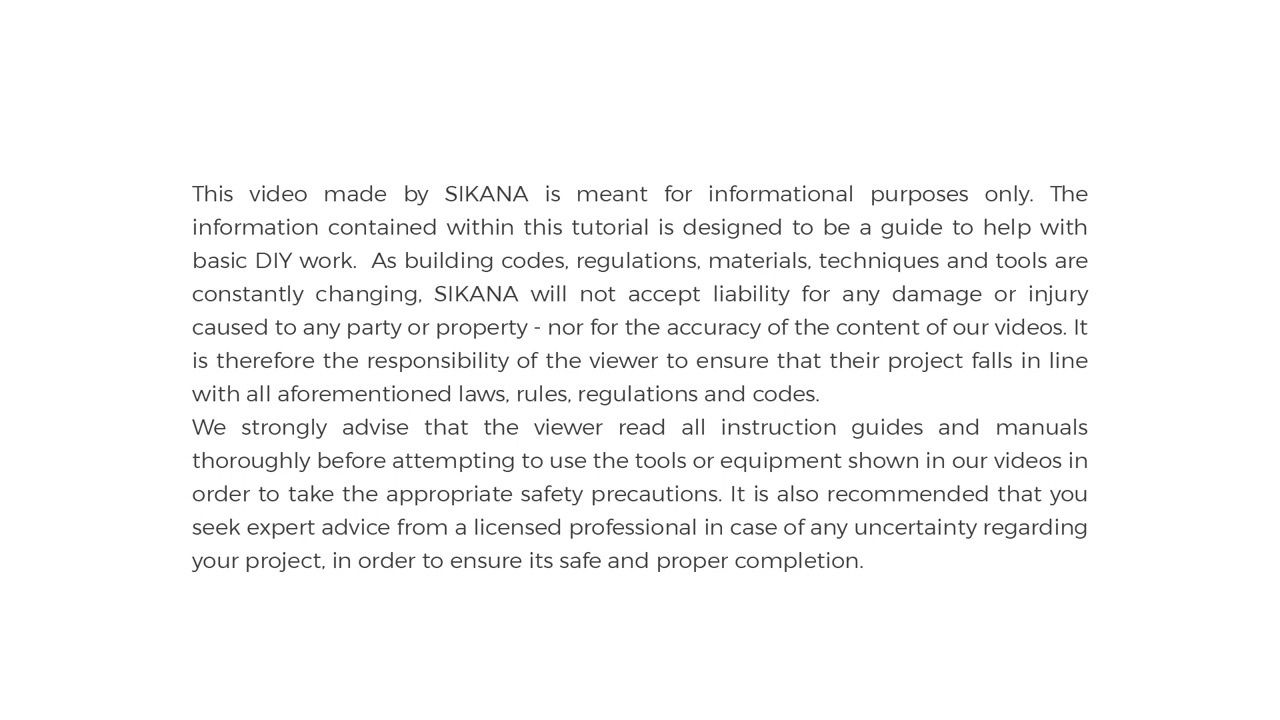 This video made by SIKANA is meant for informational purposes only. The
information contained within this tutorial is designed to be a guide to help with
basic DIY work.  As building codes, regulations, materials, techniques and tools are
constantly changing, SIKANA will not accept liability for any damage or injury
caused to any party or property - nor for the accuracy of the content of our videos. It
is therefore the responsibility of the viewer to ensure that their project falls in line
with all aforementioned laws, rules, regulations and codes.
We strongly advise that the viewer read all instruction guides and manuals
thoroughly before attempting to use the tools or equipment shown in our videos in
order to take the appropriate safety precautions. It is also recommended that you
seek expert advice from a licensed professional in case of any uncertainty regarding
your project, in order to ensure its safe and proper completion.